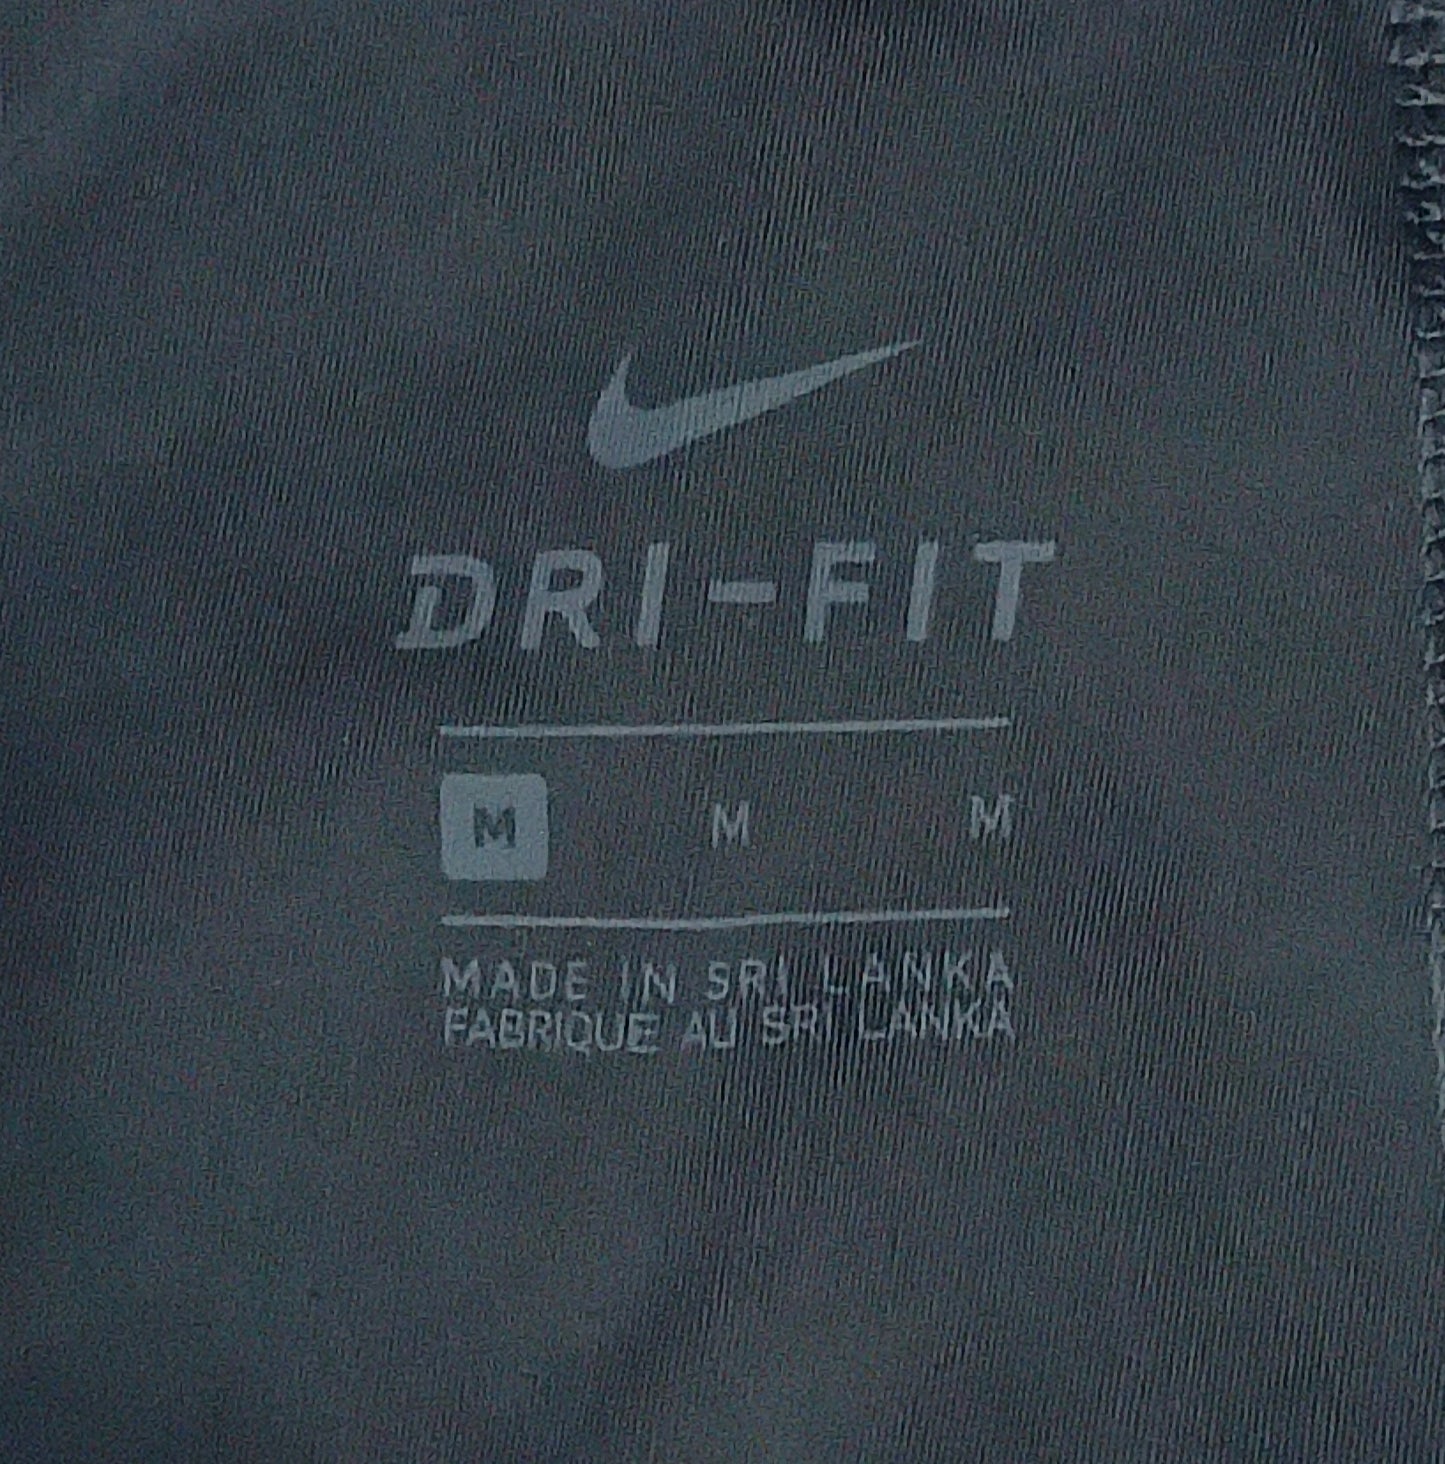 DRI-FIT
M M M
MADE IN SRI LANKA
FABRIQUE AU SRI LANKA